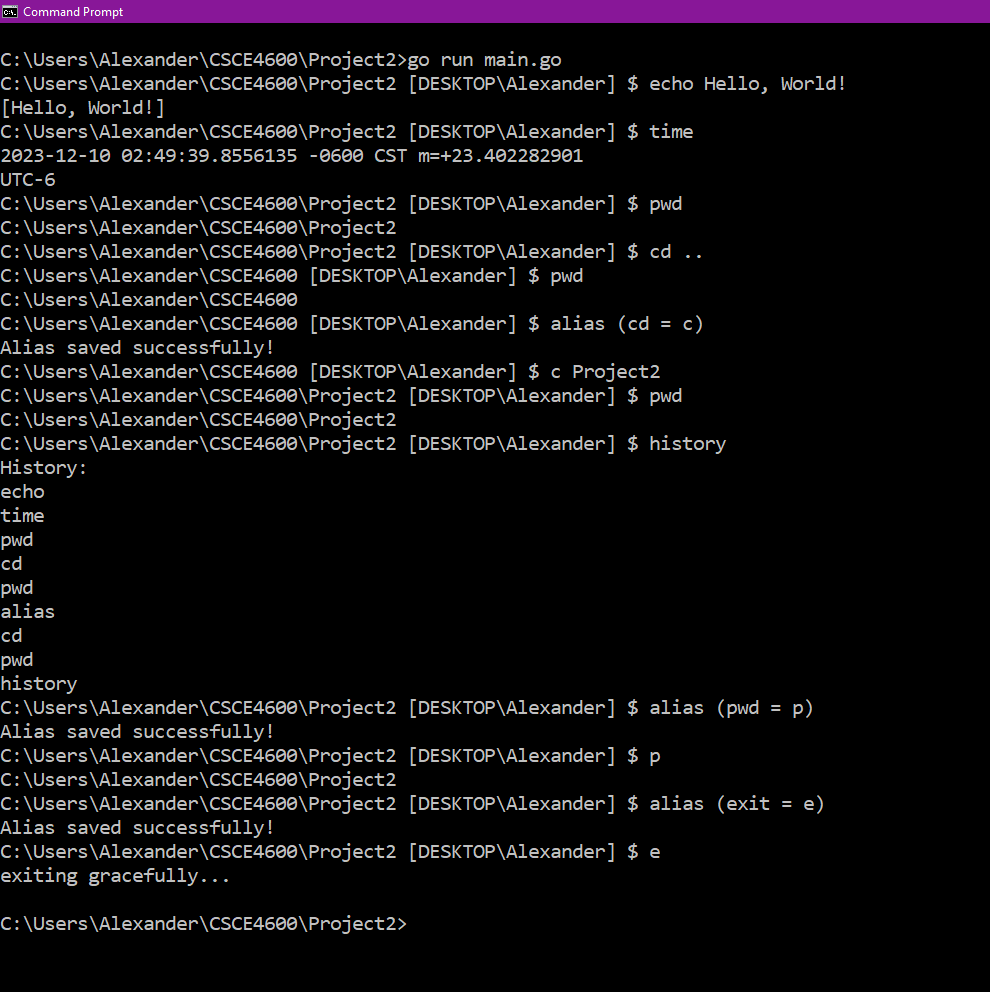 Command Prompt
C:\Users\Alexander\CSCE4600\Project2>go run main.go
C:\Users\Alexander\CSCE4600\Project2 [DESKTOP\Alexander] $ echo Hello, World!
[Hello, World!]
C:\Users\Alexander\CSCE4600\Project2 [DESKTOP\Alexander] $ time
2023-12-10 02:49:39.8556135 -0600 CST m=+23.402282901
UTC-6
C:\Users\Alexander\CSCE4600\Project2 [DESKTOP\Alexander] $ pwd
C:\Users\Alexander\CSCE4600\Project2
C:\Users\Alexander\CSCE4600\Project2 [DESKTOP\Alexander] $ cd ..
C:\Users\Alexander\CSCE4600 [DESKTOP\Alexander] $ pwd
C:\Users\Alexander\CSCE4600
C:\Users\Alexander\CSCE4600 [DESKTOP\Alexander] $ alias (cd = c)
Alias saved successfully!
C:\Users\Alexander\CSCE4600 [DESKTOP\Alexander] $ c Project2
C:\Users\Alexander\CSCE4600\Project2 [DESKTOP\Alexander] $ pwd
C:\Users\Alexander\CSCE4600\Project2
C:\Users\Alexander\CSCE4600\Project2 [DESKTOP\Alexander] $ history
History:
echo
time
pwd
cd
pwd
alias
cd
pwd
history
C:\Users\Alexander\CSCE4600\Project2 [DESKTOP\Alexander] $ alias (pwd = p)
Alias saved successfully!
C:\Users\Alexander\CSCE4600\Project2 [DESKTOP\Alexander] $ p
C:\Users\Alexander\CSCE4600\Project2
C:\Users\Alexander\CSCE4600\Project2 [DESKTOP\Alexander] $ alias (exit = e)
Alias saved successfully!
C:\Users\Alexander\CSCE4600\Project2 [DESKTOP\Alexander] $ e
exiting gracefully...
C:\Users\Alexander\CSCE4600\Project2>